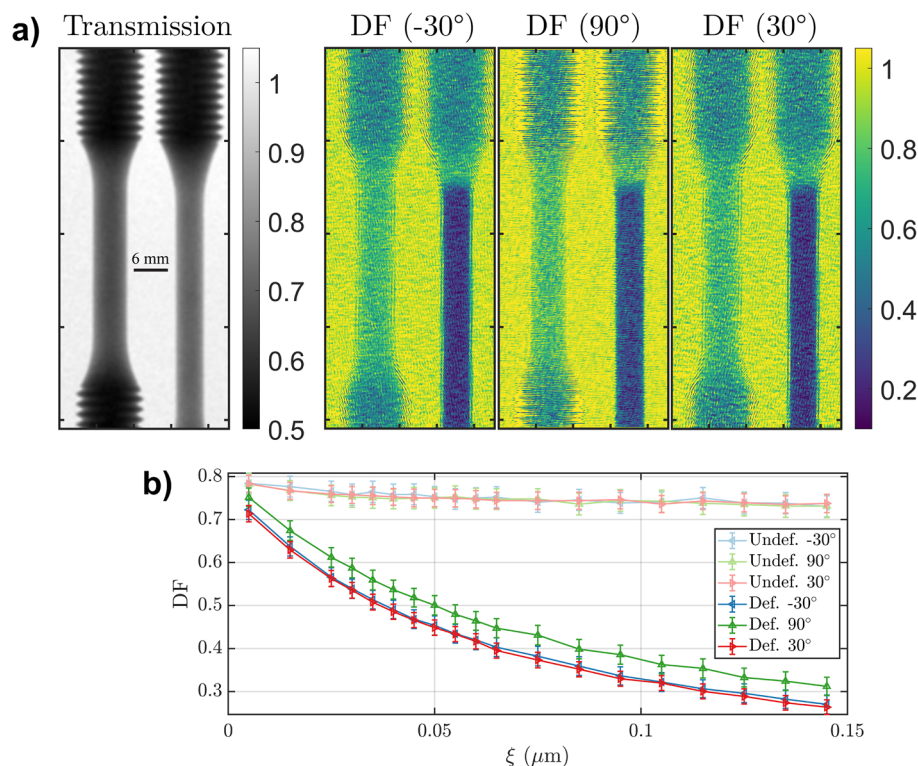 a)
Transmission
DF (-30°)
DF (90°)
DF (30°)
6 mm
1
0.9
0.8
0.7
0.6
0.5
1
0.8
0.6
0.4
0.2
b)
DF
0.8
0.7
0.6
0.5
0.4
0.3
Undef. -30°
Undef. 90°
Undef. 30°
Def. -30°
Def. 90°
Def. 30°
0
0.05
0.1
0.15
ξ (μm)